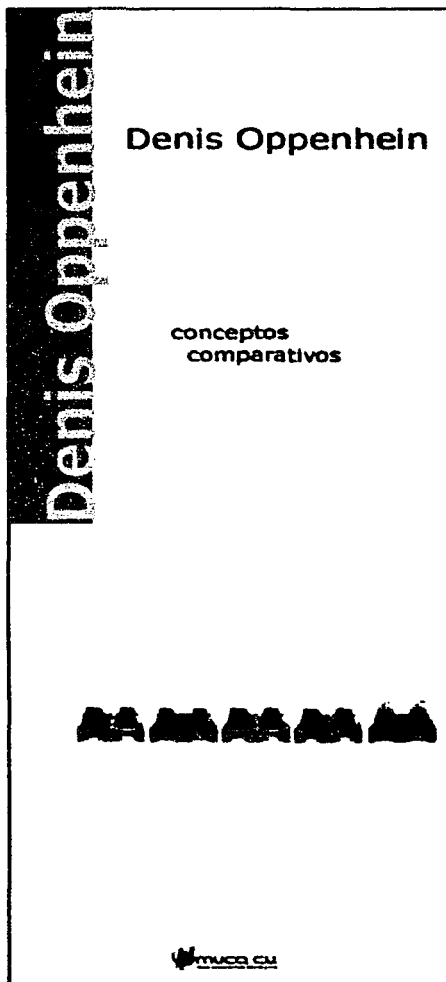 Denis Oppenhein
Denis Oppenhein
conceptos
comparativos
muca cu